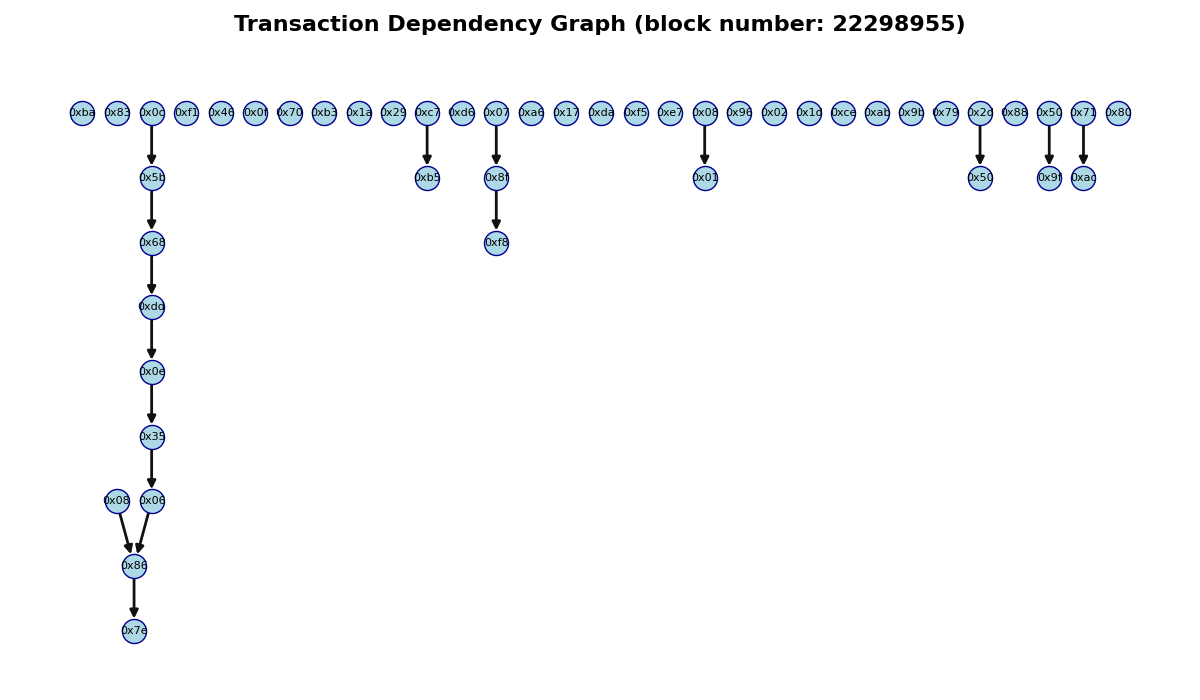 Transaction Dependency Graph (block number: 22298955)
0xba 0x83 0x0c 0xf1 0x46 0x0f 0x70 0xb3 0x1a 0x29 0xc7 0xd6 0x07 0xa6 0x17 0xda 0xf5 0xe7 0x08 0x96 0x02 0x1d 0xce 0xab 0x9b 0x79 0x2d 0x88 0x50 0x71 0x80
0x5b 0xb5 0x8f 0x01 0x50 0x9f 0xac
0x68 0xf8
0xdd
0x0e
0x35
0x08 0x06
0x86
0x7e